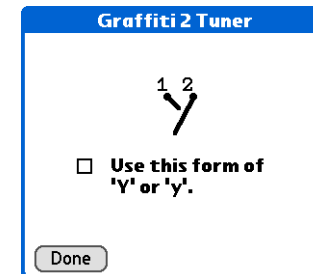 Graffiti 2 Tuner
1 2
Use this form of
'Y' or 'y'.
Done